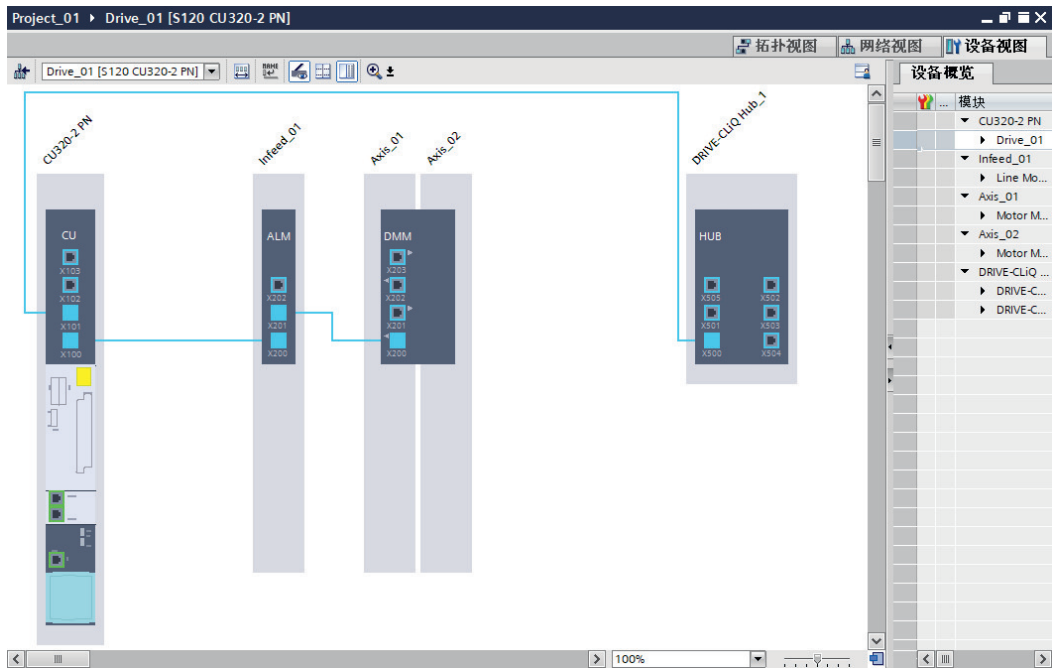 Project_01 ▸ Drive_01 [S120 CU320-2 PN]
拓扑视图 网络视图 设备视图
Drive_01 [S120 CU320-2 PN]
设备概览
... 模块
CU320-2 PN
Drive_01
Infeed_01
Line Mo...
Axis_01
Motor M...
Axis_02
Motor M...
DRIVE-CLiQ ...
DRIVE-C...
DRIVE-C...
CU320-2 PN
Infeed_01
Axis_01
Axis_02
DRIVE-CLiQ Hub_1
CU
X103
X102
X101
X100
ALM
X202
X201
X200
DMM
X203
X202
X201
X200
HUB
X505 X502
X501 X503
X500 X504
100%